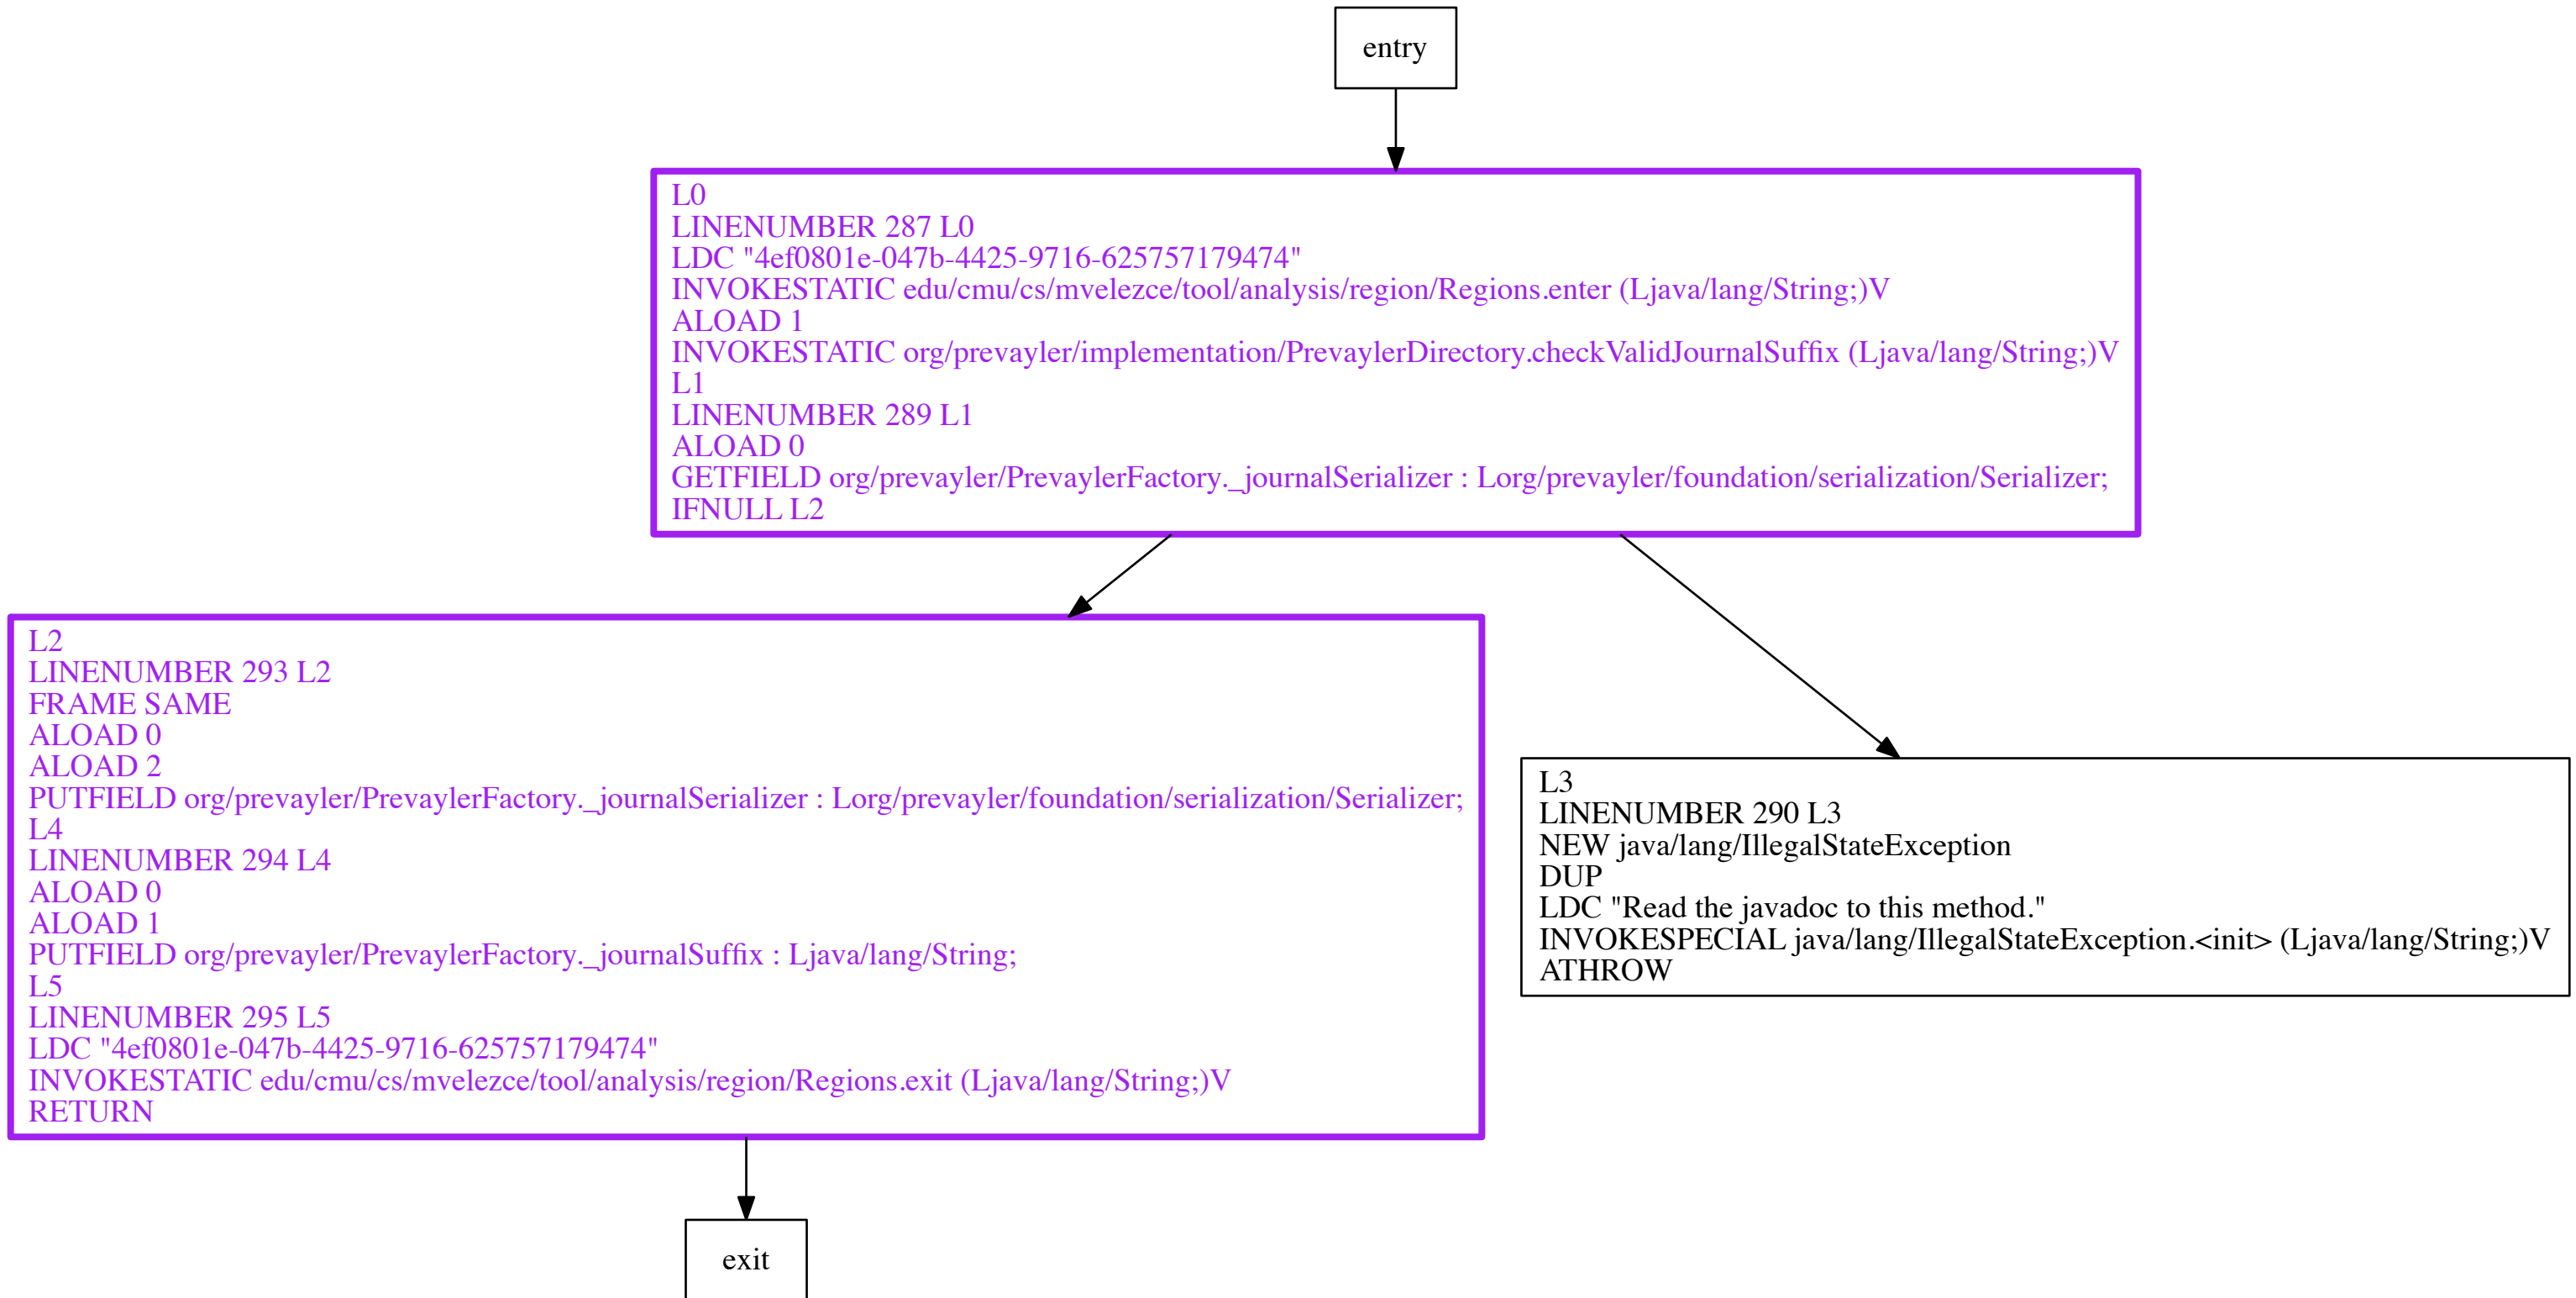 entry
L0
LINENUMBER 287 L0
LDC "4ef0801e-047b-4425-9716-625757179474"
INVOKESTATIC edu/cmu/cs/mvelezce/tool/analysis/region/Regions.enter (Ljava/lang/String;)V
ALOAD 1
INVOKESTATIC org/prevayler/implementation/PrevaylerDirectory.checkValidJournalSuffix (Ljava/lang/String;)V
L1
LINENUMBER 289 L1
ALOAD 0
GETFIELD org/prevayler/PrevaylerFactory._journalSerializer : Lorg/prevayler/foundation/serialization/Serializer;
IFNULL L2
L2
LINENUMBER 293 L2
FRAME SAME
ALOAD 0
ALOAD 2
PUTFIELD org/prevayler/PrevaylerFactory._journalSerializer : Lorg/prevayler/foundation/serialization/Serializer;
L4
LINENUMBER 294 L4
ALOAD 0
ALOAD 1
PUTFIELD org/prevayler/PrevaylerFactory._journalSuffix : Ljava/lang/String;
L5
LINENUMBER 295 L5
LDC "4ef0801e-047b-4425-9716-625757179474"
INVOKESTATIC edu/cmu/cs/mvelezce/tool/analysis/region/Regions.exit (Ljava/lang/String;)V
RETURN
L3
LINENUMBER 290 L3
NEW java/lang/IllegalStateException
DUP
LDC "Read the javadoc to this method."
INVOKESPECIAL java/lang/IllegalStateException.<init> (Ljava/lang/String;)V
ATHROW
exit